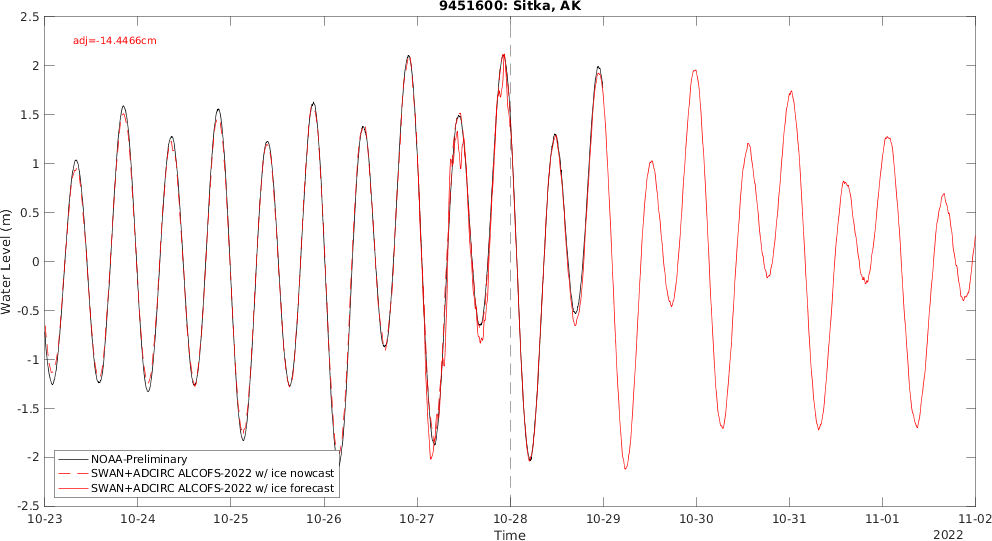 9451600: Sitka, AK
adj=-14.4466cm
2.5
2
1.5
1
0.5
0
-0.5
-1
-1.5
-2
-2.5
Water Level (m)
NOAA-Preliminary
SWAN+ADCIRC ALCOFS-2022 w/ ice nowcast
SWAN+ADCIRC ALCOFS-2022 w/ ice forecast
10-23 10-24 10-25 10-26 10-27 10-28 10-29 10-30 10-31 11-01 11-02
Time
2022